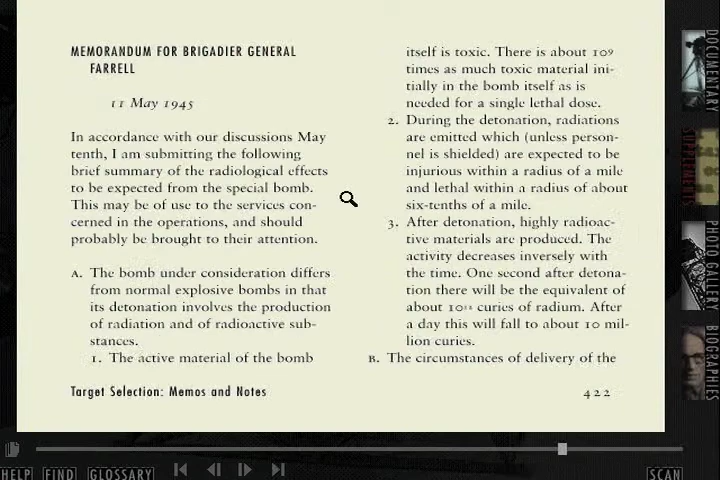 MEMORANDUM FOR BRIGADIER GENERAL
FARRELL
11 May 1945
In accordance with our discussions May
tenth, I am submitting the following
brief summary of the radiological effects
to be expected from the special bomb.
This may be of use to the services con-
cerned in the operations, and should
probably be brought to their attention.
A. The bomb under consideration differs
from normal explosive bombs in that
its detonation involves the production
of radiation and of radioactive sub-
stances.
1. The active material of the bomb
itself is toxic. There is about 10⁹
times as much toxic material ini-
tially in the bomb itself as is
needed for a single lethal dose.
2. During the detonation, radiations
are emitted which (unless person-
nel is shielded) are expected to be
injurious within a radius of a mile
and lethal within a radius of about
six-tenths of a mile.
3. After detonation, highly radioac-
tive materials are produced. The
activity decreases inversely with
the time. One second after detona-
tion there will be the equivalent of
about curies of radium. After
a day this will fall to about 10 mil-
lion curies.
B. The circumstances of delivery of the
Target Selection: Memos and Notes
422
DOCUMENTARY
SUPPLEMENTS
PHOTO GALLERY
BIOGRAPHIES
HELP FIND GLOSSARY
SCAN